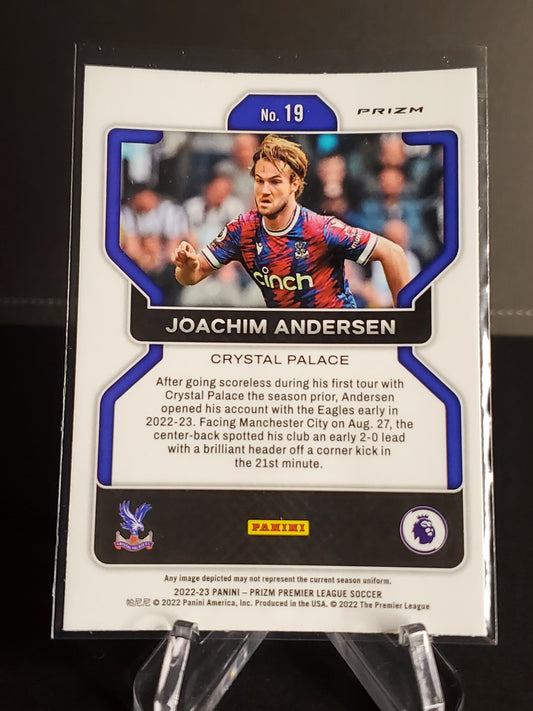 No. 19
PRIZM
cinch
JOACHIM ANDERSEN
CRYSTAL PALACE
After going scoreless during his first tour with
Crystal Palace the season prior, Andersen
opened his account with the Eagles early in
2022-23. Facing Manchester City on Aug. 27, the
center-back spotted his club an early 2-0 lead
with a brilliant header off a corner kick in
the 21st minute.
CRYSTAL PALACE F.C.
PANINI
Any image depicted may not represent the current season uniform.
2022-23 PANINI – PRIZM PREMIER LEAGUE SOCCER
帕尼尼 © 2022 Panini America, Inc. Produced in the USA. © 2022 The Premier League